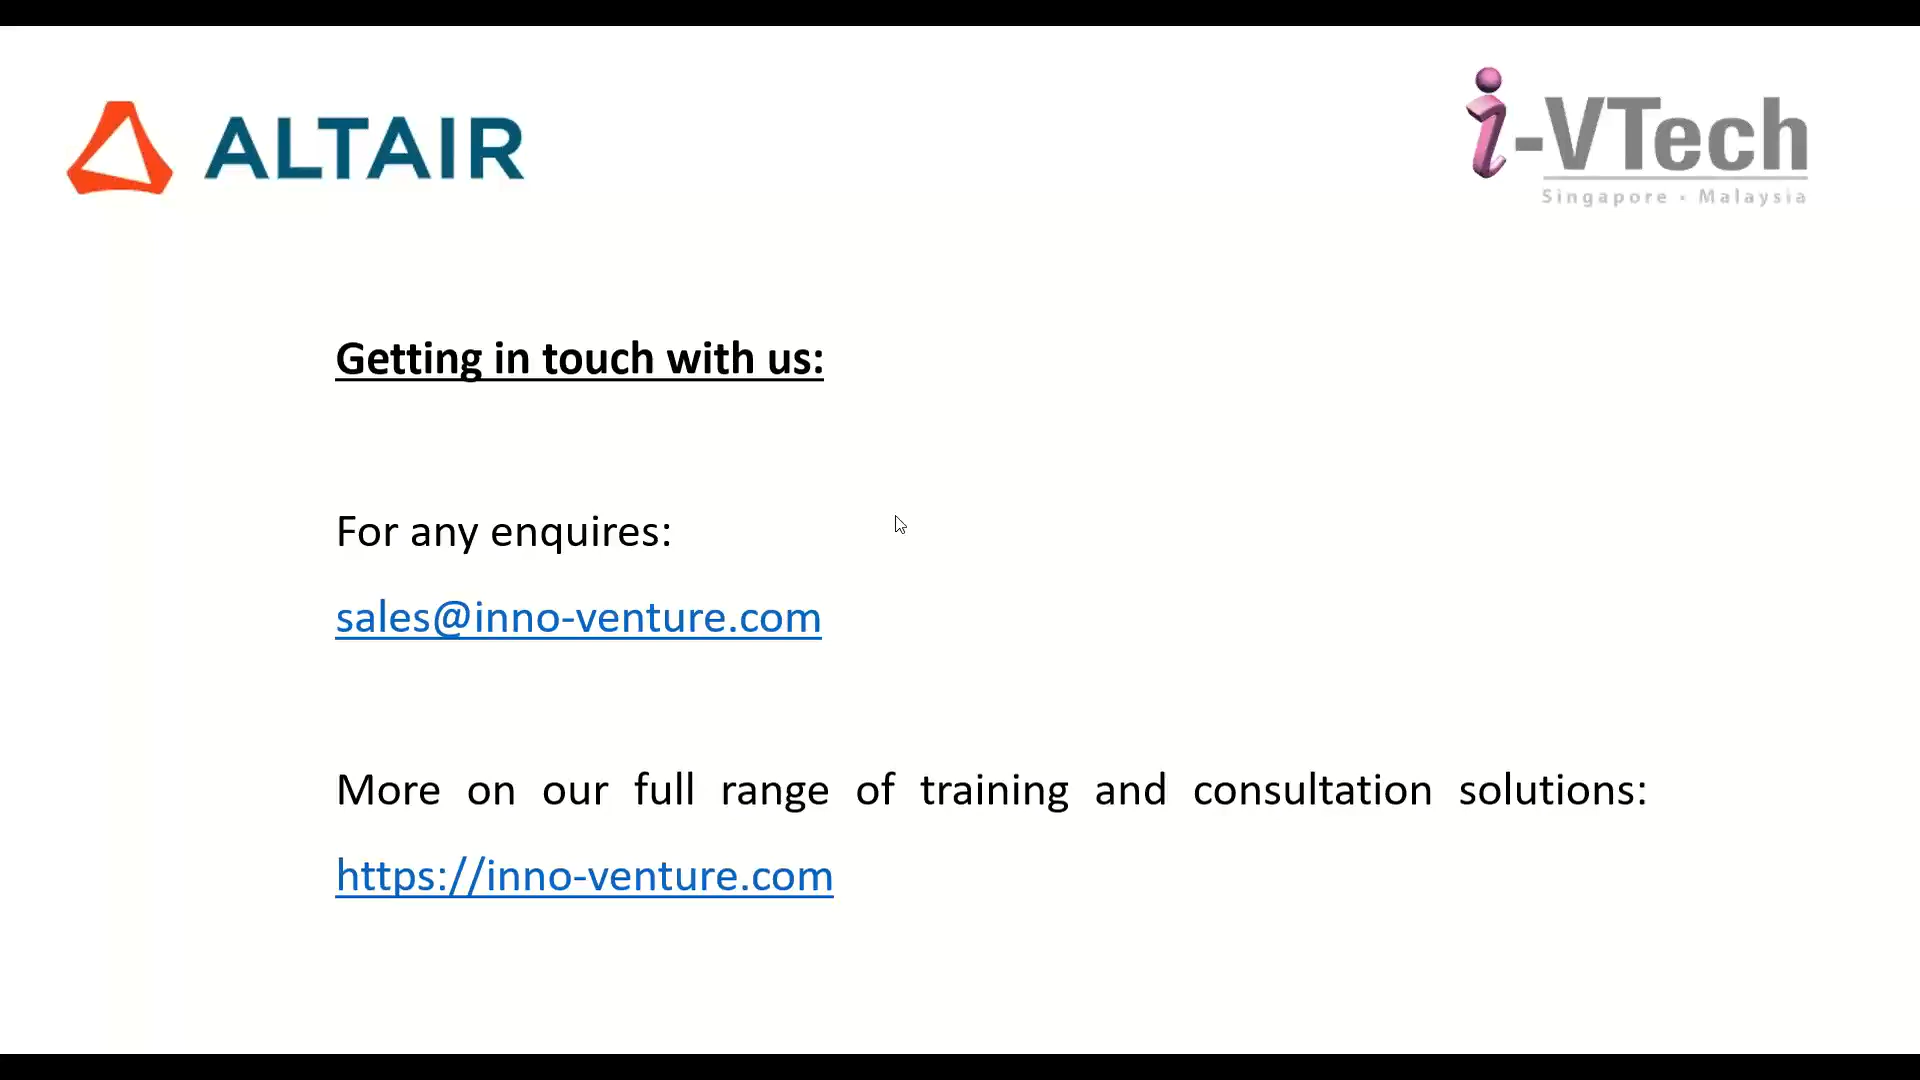 ALTAIR
i-VTech
Singapore • Malaysia
Getting in touch with us:
For any enquires:
sales@inno-venture.com
More on our full range of training and consultation solutions:
https://inno-venture.com